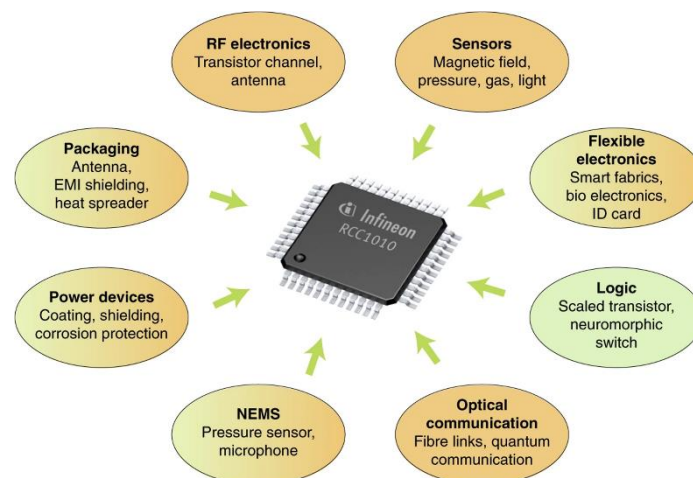 RF electronics
Transistor channel,
antenna
Sensors
Magnetic field,
pressure, gas, light
Packaging
Antenna,
EMI shielding,
heat spreader
Flexible
electronics
Smart fabrics,
bio electronics,
ID card
Infineon
RCC1010
Power devices
Coating, shielding,
corrosion protection
Logic
Scaled transistor,
neuromorphic
switch
NEMS
Pressure sensor,
microphone
Optical
communication
Fibre links, quantum
communication